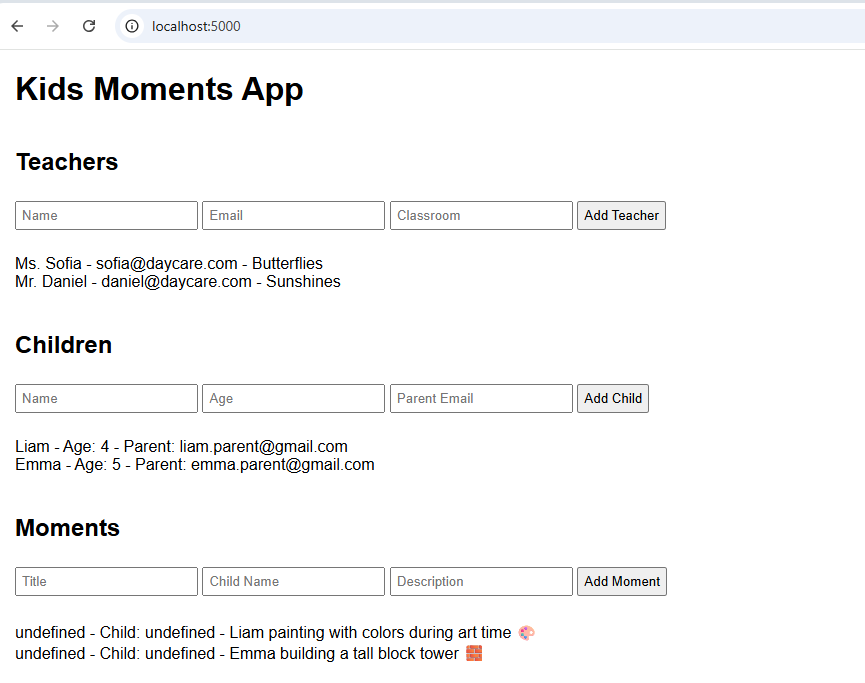 localhost:5000
Kids Moments App
Teachers
Name Email Classroom Add Teacher
Ms. Sofia - sofia@daycare.com - Butterflies
Mr. Daniel - daniel@daycare.com - Sunshines
Children
Name Age Parent Email Add Child
Liam - Age: 4 - Parent: liam.parent@gmail.com
Emma - Age: 5 - Parent: emma.parent@gmail.com
Moments
Title Child Name Description Add Moment
undefined - Child: undefined - Liam painting with colors during art time 🎨
undefined - Child: undefined - Emma building a tall block tower 🧱